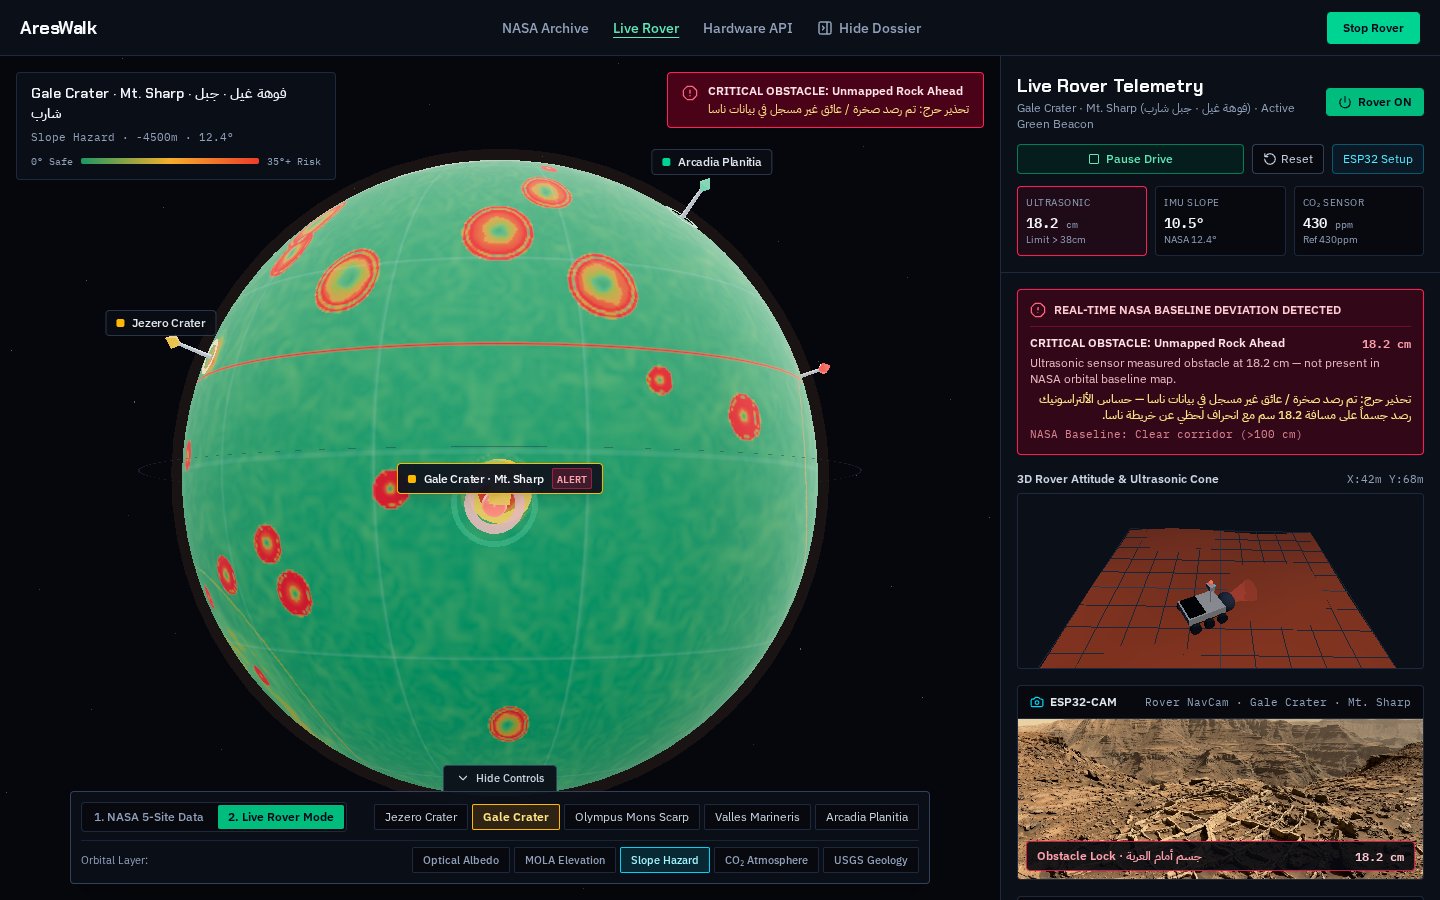 AresWalk
NASA Archive
Live Rover
Hardware API
Hide Dossier
Stop Rover
Gale Crater · Mt. Sharp · فوهة غيل · جبل
شارب
Slope Hazard · -4500m · 12.4°
0° Safe
35°+ Risk
CRITICAL OBSTACLE: Unmapped Rock Ahead
تحذير حرج: تم رصد صخرة / عائق غير مسجل في بيانات ناسا
Arcadia Planitia
Jezero Crater
Gale Crater · Mt. Sharp
ALERT
Hide Controls
1. NASA 5-Site Data
2. Live Rover Mode
Jezero Crater
Gale Crater
Olympus Mons Scarp
Valles Marineris
Arcadia Planitia
Orbital Layer:
Optical Albedo
MOLA Elevation
Slope Hazard
CO₂ Atmosphere
USGS Geology
Live Rover Telemetry
Gale Crater · Mt. Sharp (فوهة غيل · جبل شارب) · Active
Green Beacon
Rover ON
Pause Drive
Reset
ESP32 Setup
ULTRASONIC
18.2 cm
Limit > 38cm
IMU SLOPE
10.5°
NASA 12.4°
CO₂ SENSOR
430 ppm
Ref 430ppm
REAL-TIME NASA BASELINE DEVIATION DETECTED
CRITICAL OBSTACLE: Unmapped Rock Ahead
18.2 cm
Ultrasonic sensor measured obstacle at 18.2 cm — not present in
NASA orbital baseline map.
تحذير حرج: تم رصد صخرة / عائق غير مسجل في بيانات ناسا — حساس الألتراسونيك
رصد جسماً على مسافة 18.2 سم مع انحراف لحظي عن خريطة ناسا.
NASA Baseline: Clear corridor (>100 cm)
3D Rover Attitude & Ultrasonic Cone
X:42m Y:68m
ESP32-CAM
Rover NavCam · Gale Crater · Mt. Sharp
Obstacle Lock · جسم أمام العربة
18.2 cm